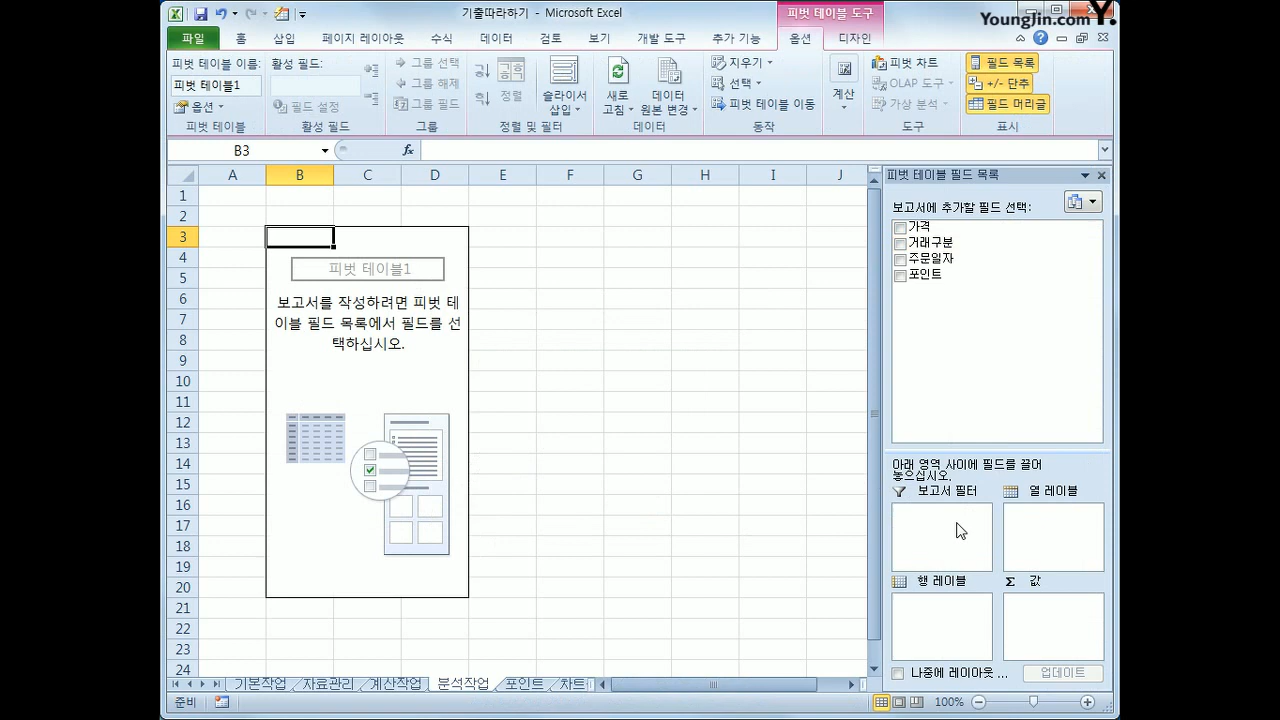 기출따라하기 - Microsoft Excel
피벗 테이블 도구
YoungJin.com Y.
파일 홈 삽입 페이지 레이아웃 수식 데이터 검토 보기 개발 도구 추가 기능 옵션 디자인
피벗 테이블 이름:
피벗 테이블1
옵션
피벗 테이블
활성 필드:
필드 설정
활성 필드
그룹 선택
그룹 해제
그룹 필드
그룹
정렬
슬라이서
삽입
정렬 및 필터
새로
고침
데이터
원본 변경
데이터
지우기
선택
피벗 테이블 이동
동작
계산
피벗 차트
OLAP 도구
가상 분석
도구
필드 목록
+/- 단추
필드 머리글
표시
B3
fx
A B C D E F G H I J
1
2
3
4
5
6
7
8
9
10
11
12
13
14
15
16
17
18
19
20
21
22
23
24
피벗 테이블1
보고서를 작성하려면 피벗 테
이블 필드 목록에서 필드를 선
택하십시오.
피벗 테이블 필드 목록
보고서에 추가할 필드 선택:
가격
거래구분
주문일자
포인트
아래 영역 사이에 필드를 끌어
놓으십시오.
보고서 필터 열 레이블
행 레이블 Σ 값
나중에 레이아웃 ... 업데이트
기본작업 자료관리 계산작업 분석작업 포인트 차트
준비
100%